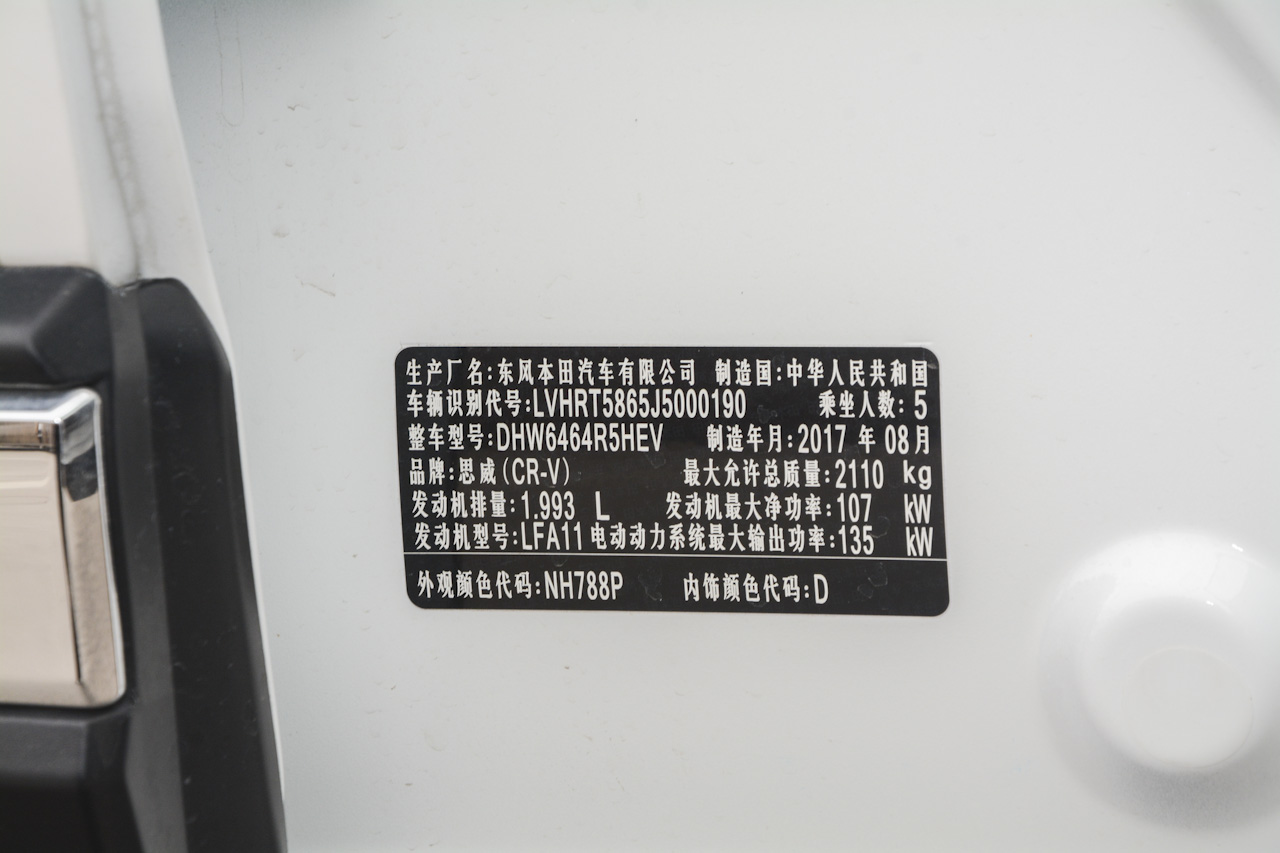 生产厂名:东风本田汽车有限公司 制造国:中华人民共和国
车辆识别代号:LVHRT5865J5000190 乘坐人数:5
整车型号:DHW6464R5HEV 制造年月:2017 年 08月
品牌:思威(CR-V) 最大允许总质量:2110 kg
发动机排量:1.993 L 发动机最大净功率:107 kW
发动机型号:LFA11 电动动力系统最大输出功率:135 kW
外观颜色代码:NH788P 内饰颜色代码:D